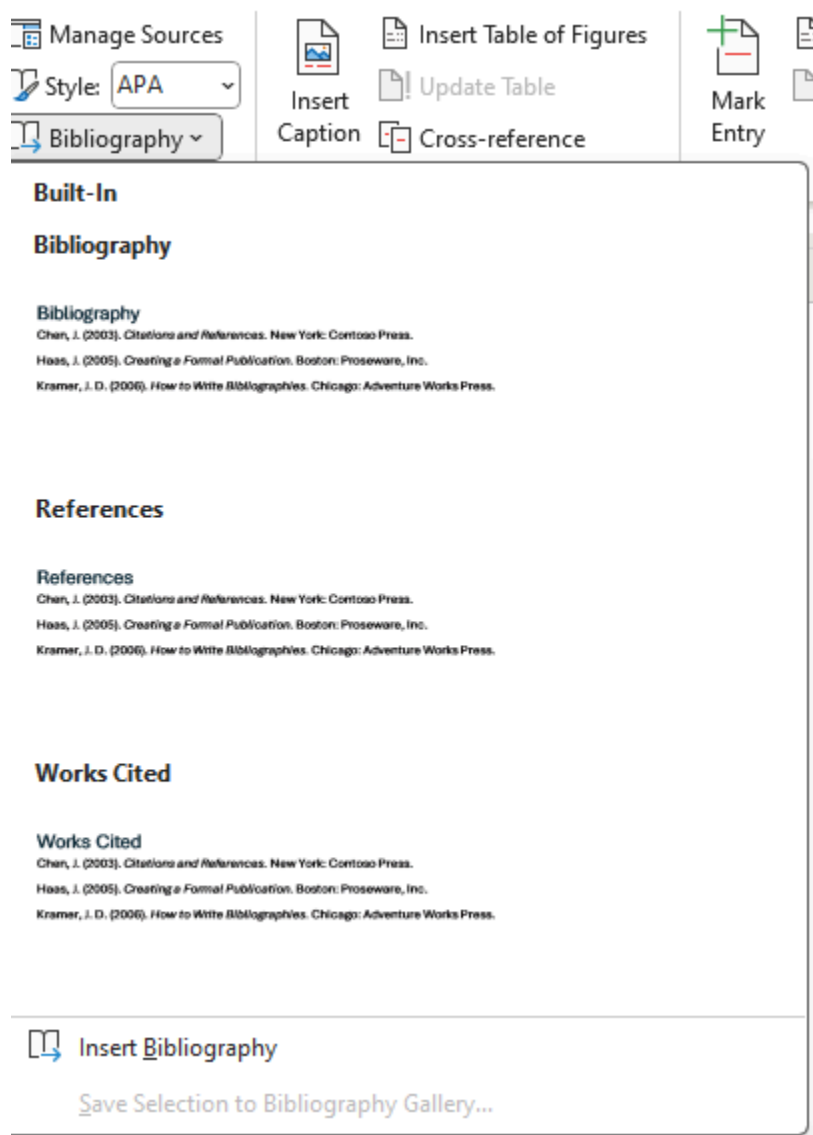 Manage Sources
Style: APA
Bibliography
Insert
Caption
Insert Table of Figures
Update Table
Cross-reference
Mark
Entry
Built-In
Bibliography
Bibliography
Chen, J. (2003). Citations and References. New York: Contoso Press.
Haas, J. (2005). Creating a Formal Publication. Boston: Proseware, Inc.
Kramer, J. D. (2006). How to Write Bibliographies. Chicago: Adventure Works Press.
References
References
Chen, J. (2003). Citations and References. New York: Contoso Press.
Haas, J. (2005). Creating a Formal Publication. Boston: Proseware, Inc.
Kramer, J. D. (2006). How to Write Bibliographies. Chicago: Adventure Works Press.
Works Cited
Works Cited
Chen, J. (2003). Citations and References. New York: Contoso Press.
Haas, J. (2005). Creating a Formal Publication. Boston: Proseware, Inc.
Kramer, J. D. (2006). How to Write Bibliographies. Chicago: Adventure Works Press.
Insert Bibliography
Save Selection to Bibliography Gallery...